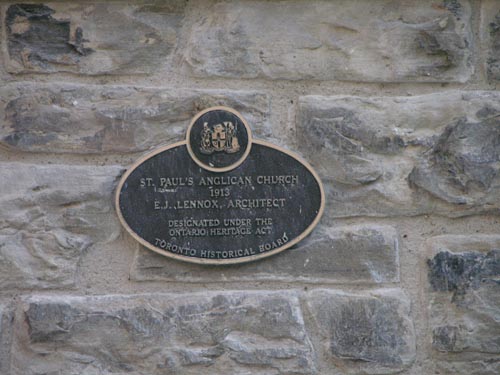 ST. PAUL'S ANGLICAN CHURCH
1913
E.J. LENNOX, ARCHITECT
DESIGNATED UNDER THE
ONTARIO HERITAGE ACT
TORONTO HISTORICAL BOARD